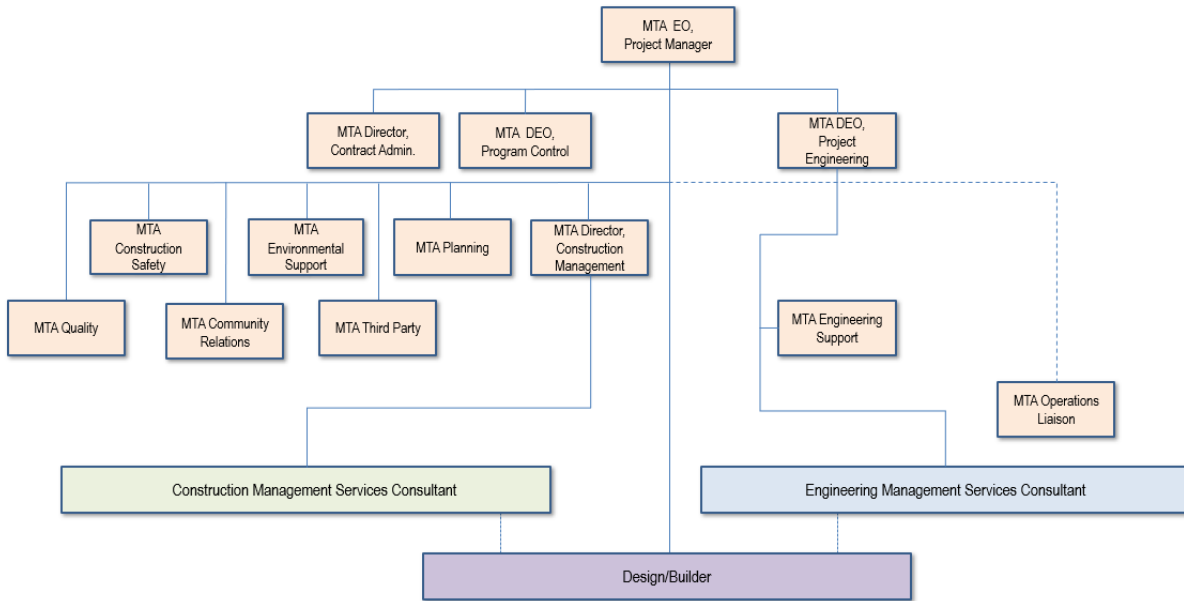 MTA EO,
Project Manager
MTA Director,
Contract Admin.
MTA DEO,
Program Control
MTA DEO,
Project
Engineering
MTA
Construction
Safety
MTA
Environmental
Support
MTA Planning
MTA Director,
Construction
Management
MTA Quality
MTA Community
Relations
MTA Third Party
MTA Engineering
Support
MTA Operations
Liaison
Construction Management Services Consultant
Engineering Management Services Consultant
Design/Builder